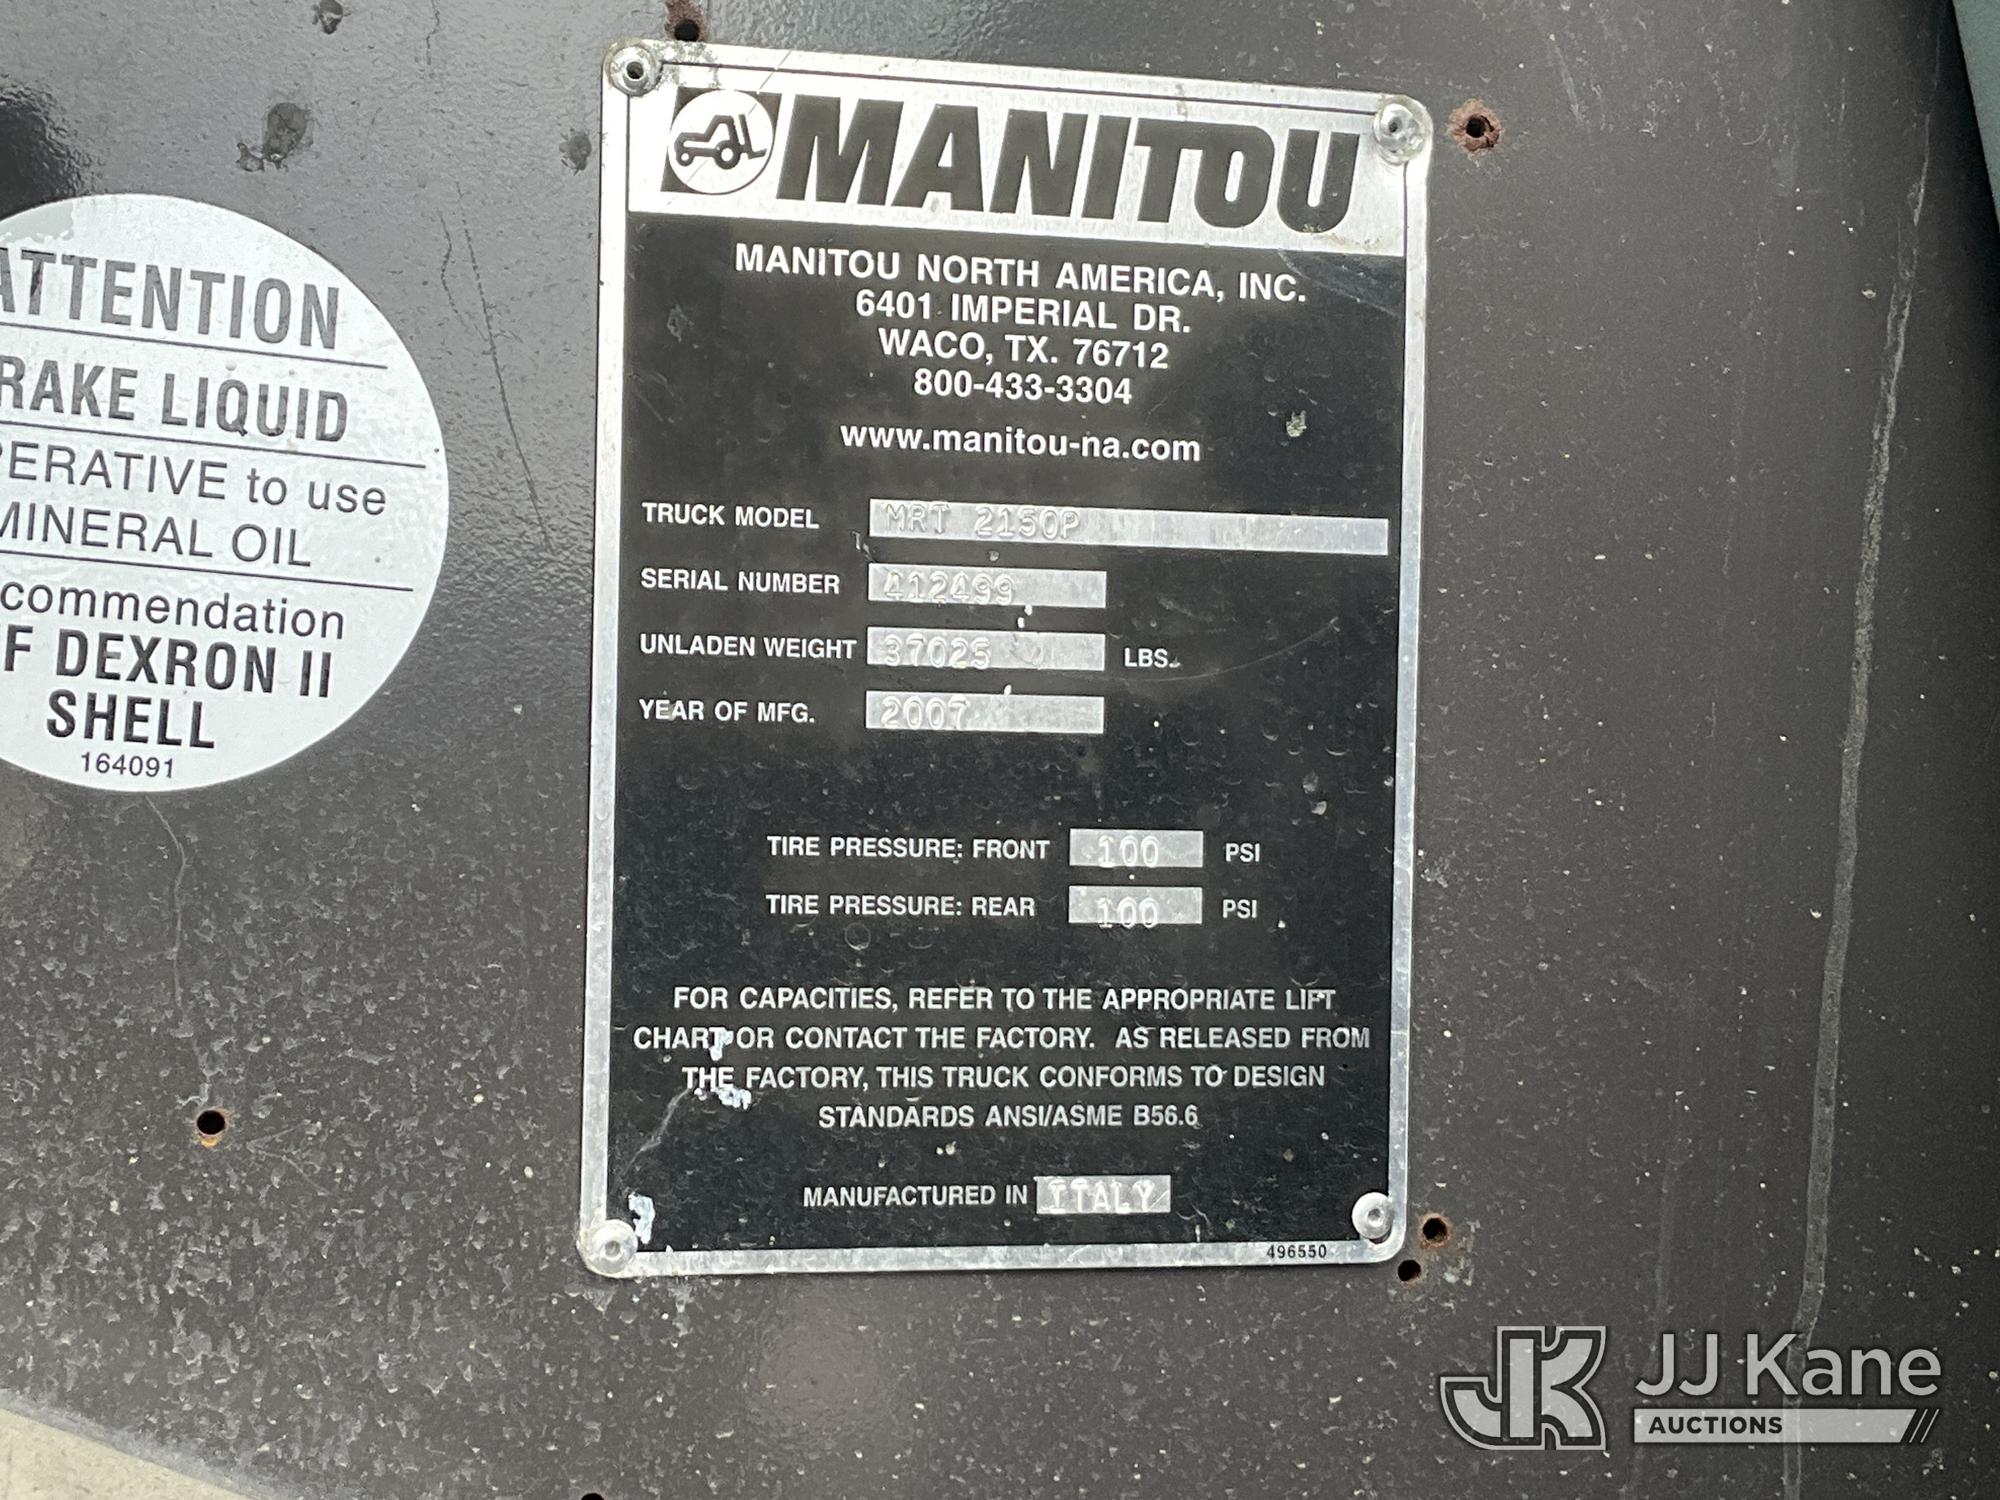 ATTENTION
RAKE LIQUID
PERATIVE to use
MINERAL OIL
commendation
F DEXRON II
SHELL
164091
MANITOU
MANITOU NORTH AMERICA, INC.
6401 IMPERIAL DR.
WACO, TX. 76712
800-433-3304
www.manitou-na.com
TRUCK MODEL MRT 2150P
SERIAL NUMBER 412499
UNLADEN WEIGHT 37025 LBS.
YEAR OF MFG. 2007
TIRE PRESSURE: FRONT 100 PSI
TIRE PRESSURE: REAR 100 PSI
FOR CAPACITIES, REFER TO THE APPROPRIATE LIFT
CHART OR CONTACT THE FACTORY. AS RELEASED FROM
THE FACTORY, THIS TRUCK CONFORMS TO DESIGN
STANDARDS ANSI/ASME B56.6
MANUFACTURED IN ITALY
496550
JK JJ Kane
AUCTIONS